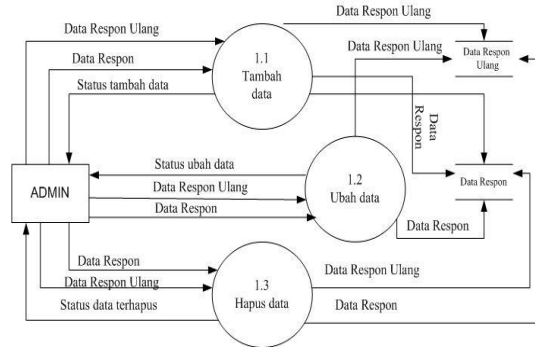 Data Respon Ulang
Data Respon Ulang
Data Respon
Status tambah data
1.1
Tambah
data
Data Respon Ulang
Data Respon
Ulang
Data
Respon
Status ubah data
ADMIN
Data Respon Ulang
Data Respon
1.2
Ubah data
Data Respon
Data Respon
Data Respon
Data Respon Ulang
Status data terhapus
1.3
Hapus data
Data Respon Ulang
Data Respon